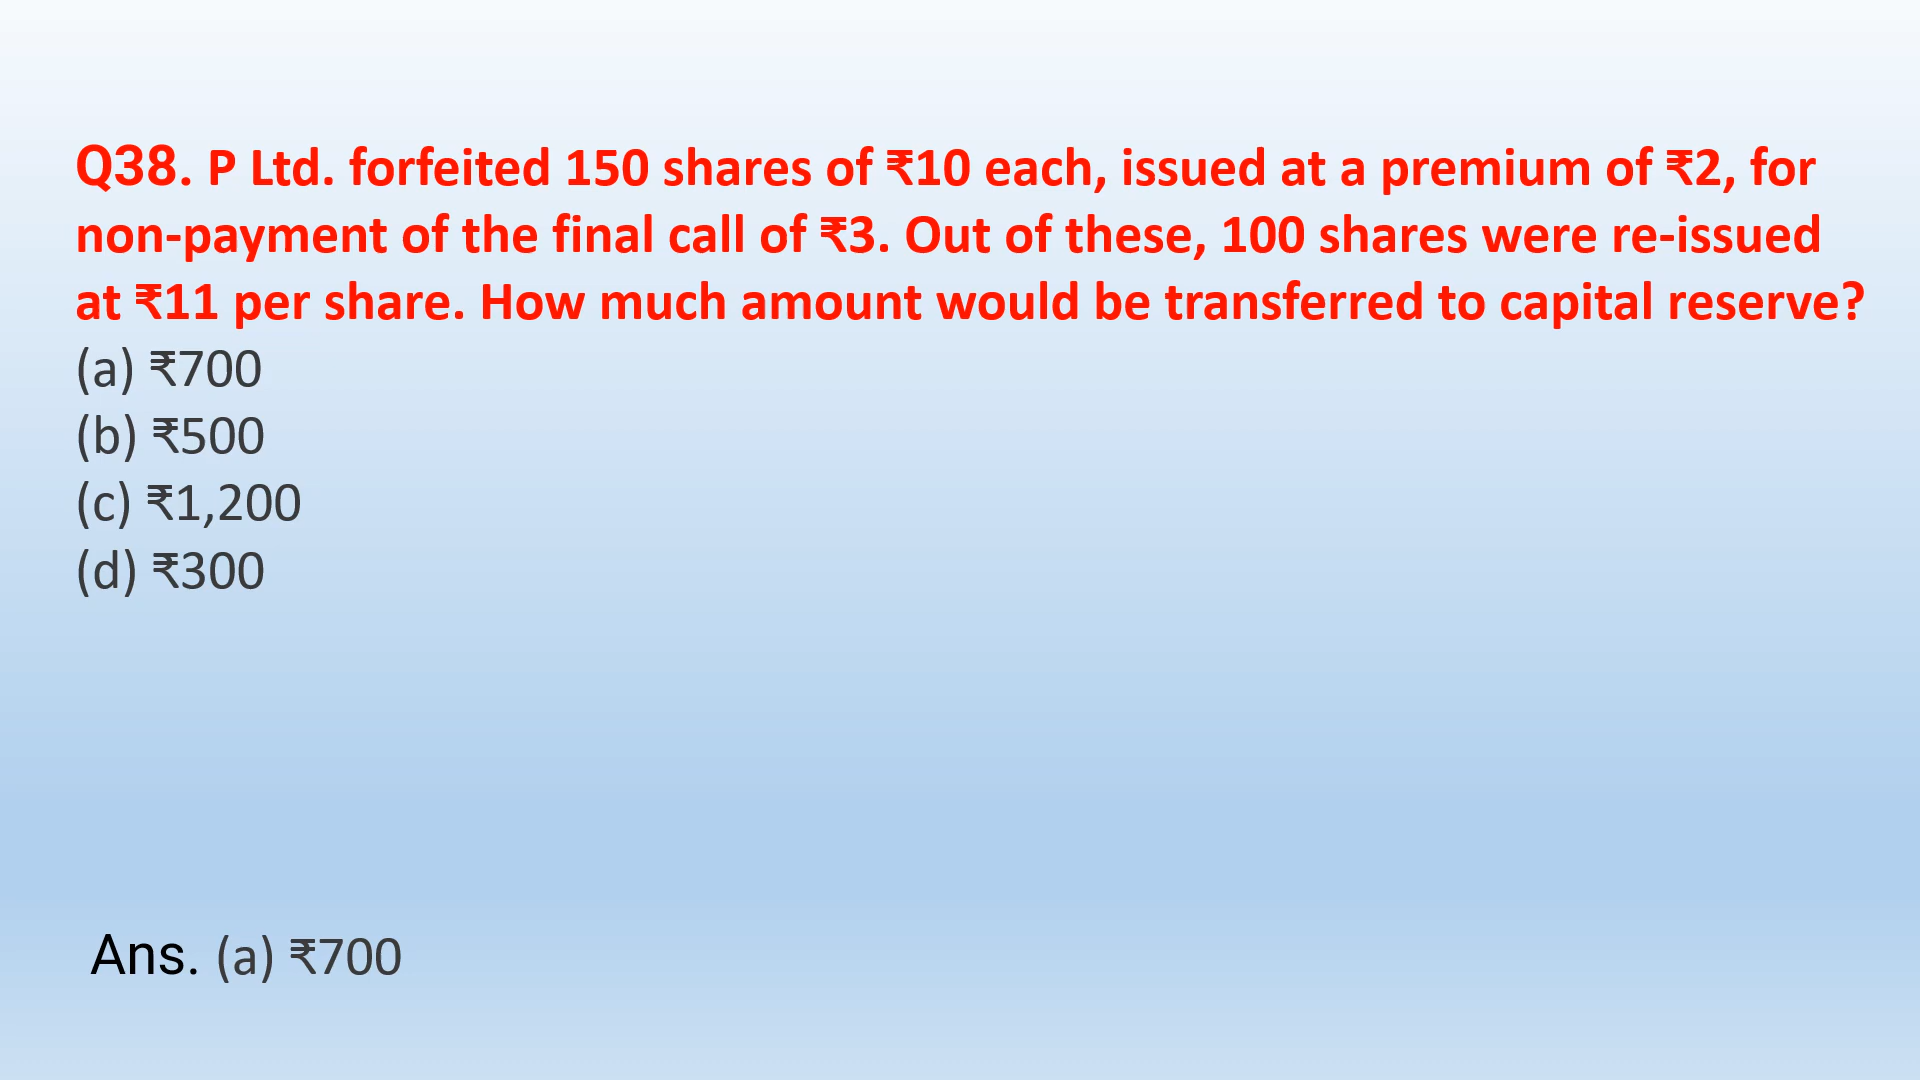 Q38. P Ltd. forfeited 150 shares of ₹10 each, issued at a premium of ₹2, for
non-payment of the final call of ₹3. Out of these, 100 shares were re-issued
at ₹11 per share. How much amount would be transferred to capital reserve?
(a) ₹700
(b) ₹500
(c) ₹1,200
(d) ₹300
Ans. (a) ₹700